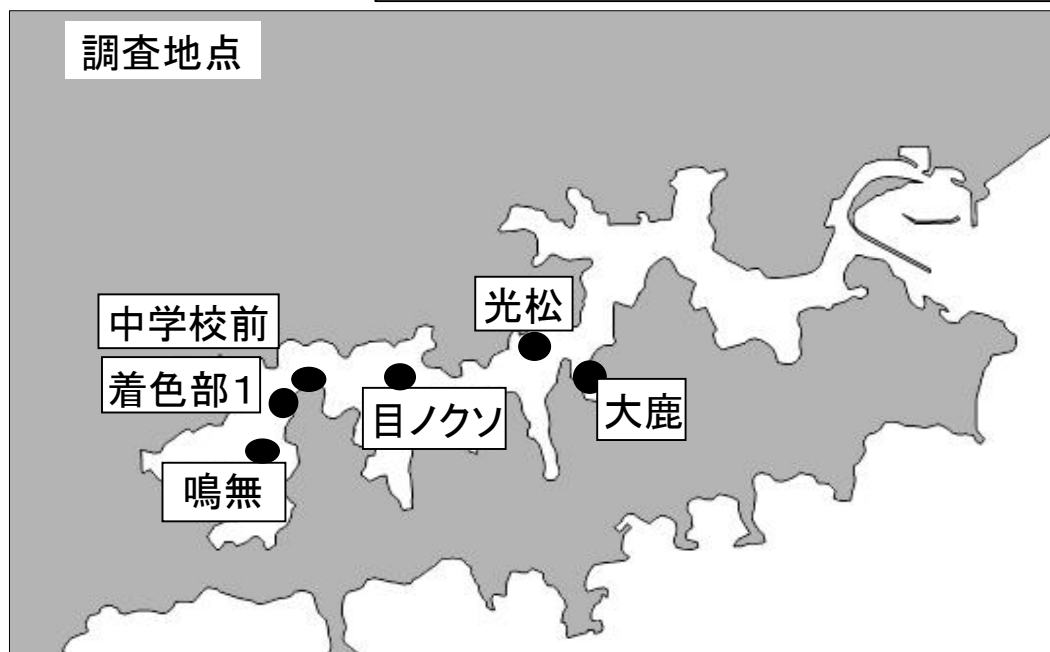 調査地点
光松
中学校前
着色部1
目ノクソ
大鹿
鳴無